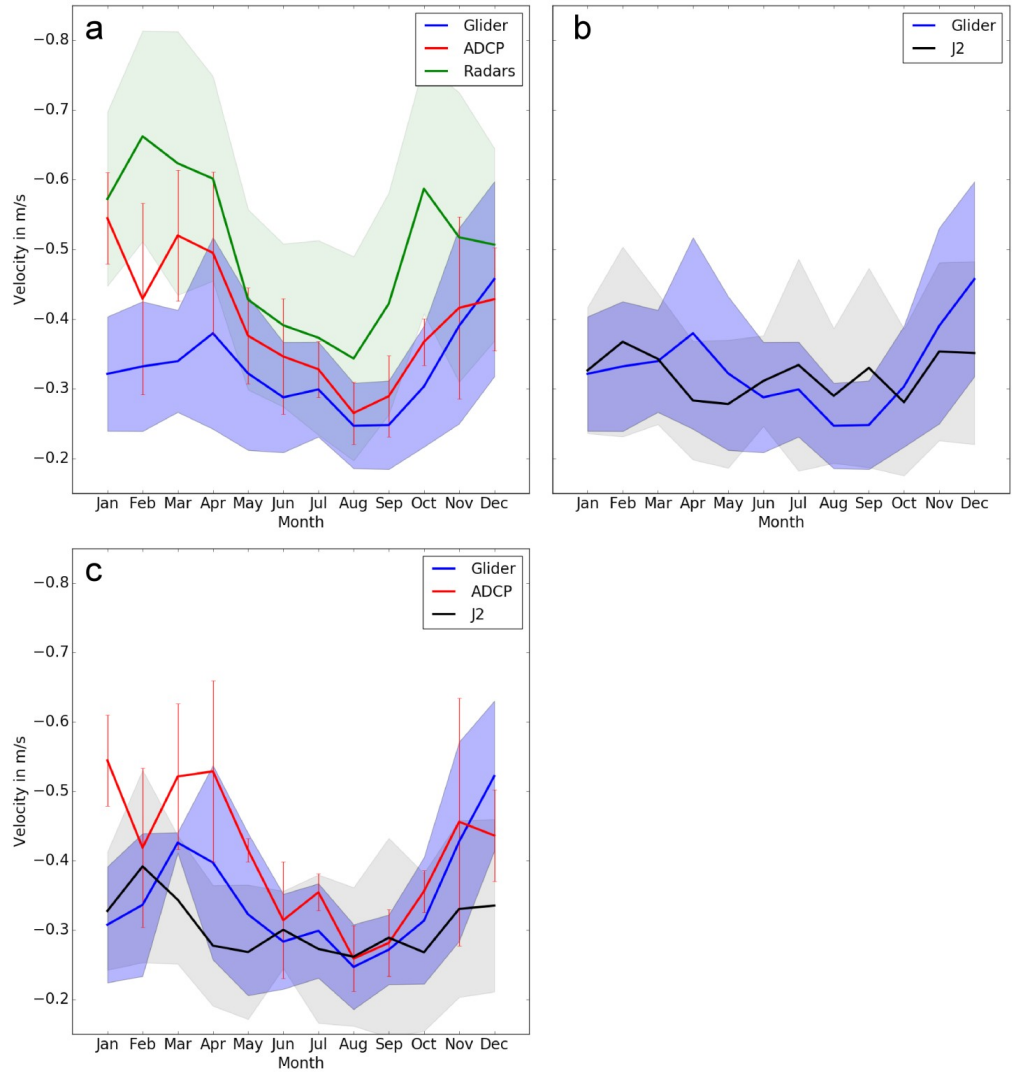 a
Glider
ADCP
Radars
−0.8
−0.7
−0.6
−0.5
−0.4
−0.3
−0.2
Velocity in m/s
Jan Feb Mar Apr May Jun Jul Aug Sep Oct Nov Dec
Month
b
Glider
J2
Jan Feb Mar Apr May Jun Jul Aug Sep Oct Nov Dec
Month
c
Glider
ADCP
J2
−0.8
−0.7
−0.6
−0.5
−0.4
−0.3
−0.2
Velocity in m/s
Jan Feb Mar Apr May Jun Jul Aug Sep Oct Nov Dec
Month